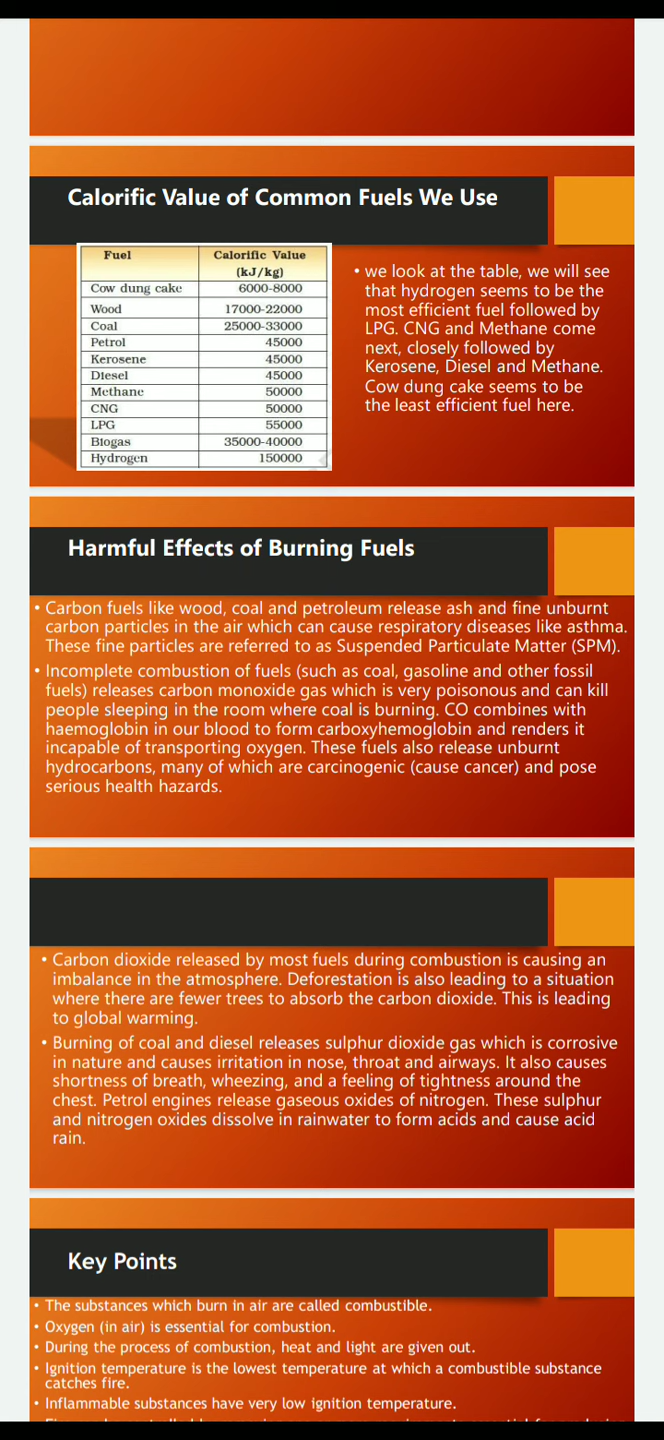 Calorific Value of Common Fuels We Use
Fuel Calorific Value
(kJ/kg)
Cow dung cake 6000-8000
Wood 17000-22000
Coal 25000-33000
Petrol 45000
Kerosene 45000
Diesel 45000
Methane 50000
CNG 50000
LPG 55000
Biogas 35000-40000
Hydrogen 150000
• we look at the table, we will see
that hydrogen seems to be the
most efficient fuel followed by
LPG. CNG and Methane come
next, closely followed by
Kerosene, Diesel and Methane.
Cow dung cake seems to be
the least efficient fuel here.
Harmful Effects of Burning Fuels
• Carbon fuels like wood, coal and petroleum release ash and fine unburnt
carbon particles in the air which can cause respiratory diseases like asthma.
These fine particles are referred to as Suspended Particulate Matter (SPM).
• Incomplete combustion of fuels (such as coal, gasoline and other fossil
fuels) releases carbon monoxide gas which is very poisonous and can kill
people sleeping in the room where coal is burning. CO combines with
haemoglobin in our blood to form carboxyhemoglobin and renders it
incapable of transporting oxygen. These fuels also release unburnt
hydrocarbons, many of which are carcinogenic (cause cancer) and pose
serious health hazards.
• Carbon dioxide released by most fuels during combustion is causing an
imbalance in the atmosphere. Deforestation is also leading to a situation
where there are fewer trees to absorb the carbon dioxide. This is leading
to global warming.
• Burning of coal and diesel releases sulphur dioxide gas which is corrosive
in nature and causes irritation in nose, throat and airways. It also causes
shortness of breath, wheezing, and a feeling of tightness around the
chest. Petrol engines release gaseous oxides of nitrogen. These sulphur
and nitrogen oxides dissolve in rainwater to form acids and cause acid
rain.
Key Points
• The substances which burn in air are called combustible.
• Oxygen (in air) is essential for combustion.
• During the process of combustion, heat and light are given out.
• Ignition temperature is the lowest temperature at which a combustible substance
catches fire.
• Inflammable substances have very low ignition temperature.